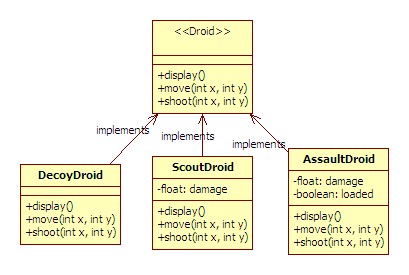 <<Droid>>
+display()
+move(int x, int y)
+shoot(int x, int y)
implements
implements
implements
DecoyDroid
+display()
+move(int x, int y)
+shoot(int x, int y)
ScoutDroid
-float: damage
+display()
+move(int x, int y)
+shoot(int x, int y)
AssaultDroid
-float: damage
-boolean: loaded
+display()
+move(int x, int y)
+shoot(int x, int y)